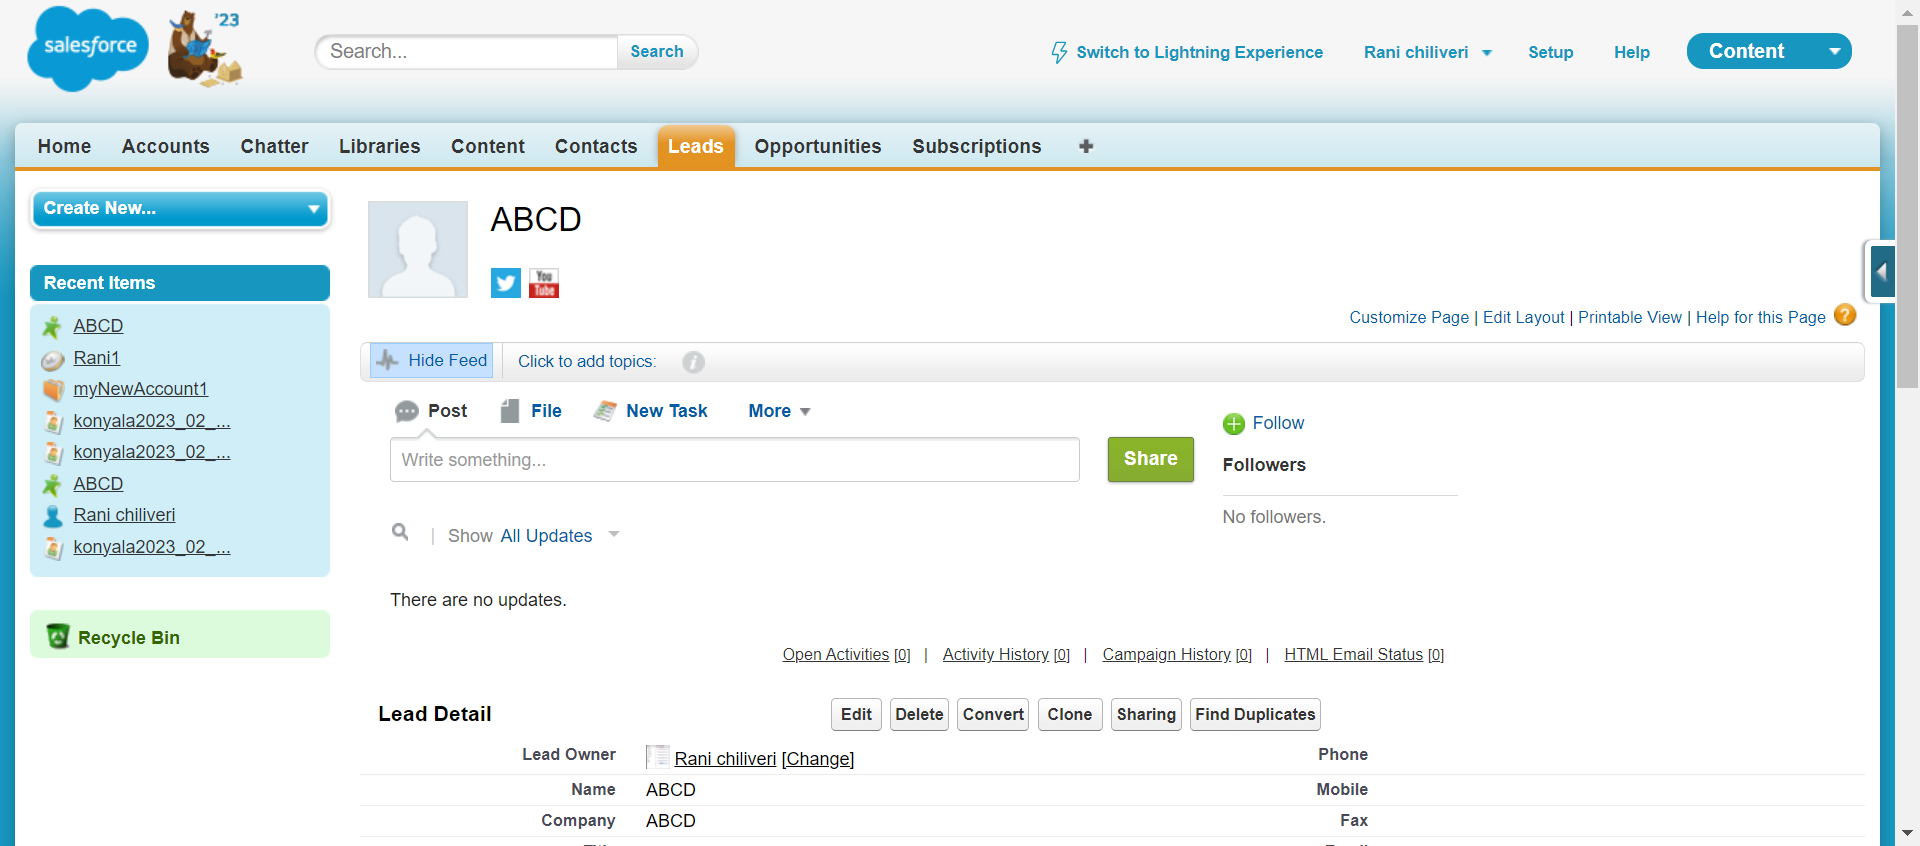 salesforce
'23
Search...
Search
Switch to Lightning Experience
Rani chiliveri
Setup
Help
Content
Home
Accounts
Chatter
Libraries
Content
Contacts
Leads
Opportunities
Subscriptions
Create New...
ABCD
Recent Items
ABCD
Rani1
myNewAccount1
konyala2023_02_...
konyala2023_02_...
ABCD
Rani chiliveri
konyala2023_02_...
Recycle Bin
You
Tube
Customize Page | Edit Layout | Printable View | Help for this Page ?
Hide Feed
Click to add topics:
i
Post
File
New Task
More
Write something...
Share
Follow
Followers
No followers.
| Show All Updates
There are no updates.
Open Activities [0] | Activity History [0] | Campaign History [0] | HTML Email Status [0]
Lead Detail
Edit
Delete
Convert
Clone
Sharing
Find Duplicates
Lead Owner
Rani chiliveri [Change]
Phone
Name
ABCD
Mobile
Company
ABCD
Fax